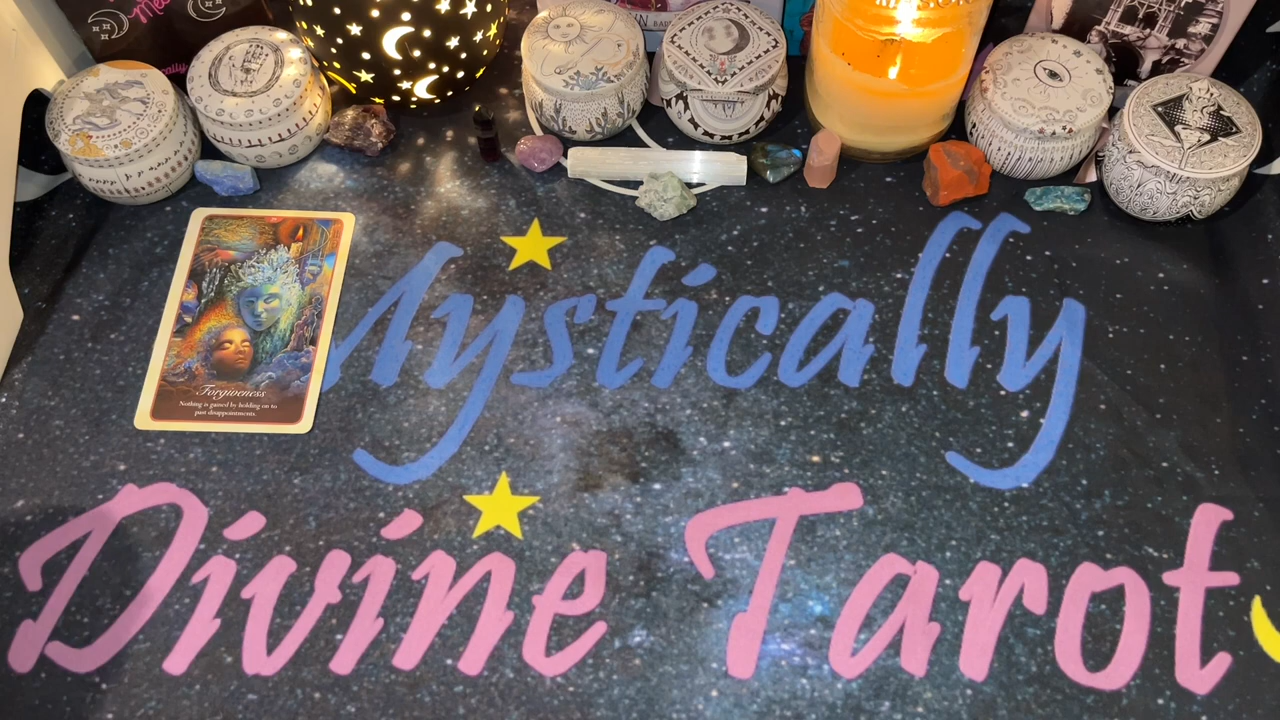 Mystically
Forgiveness
Nothing is gained by holding on to
past disappointments.
Divine Tarot